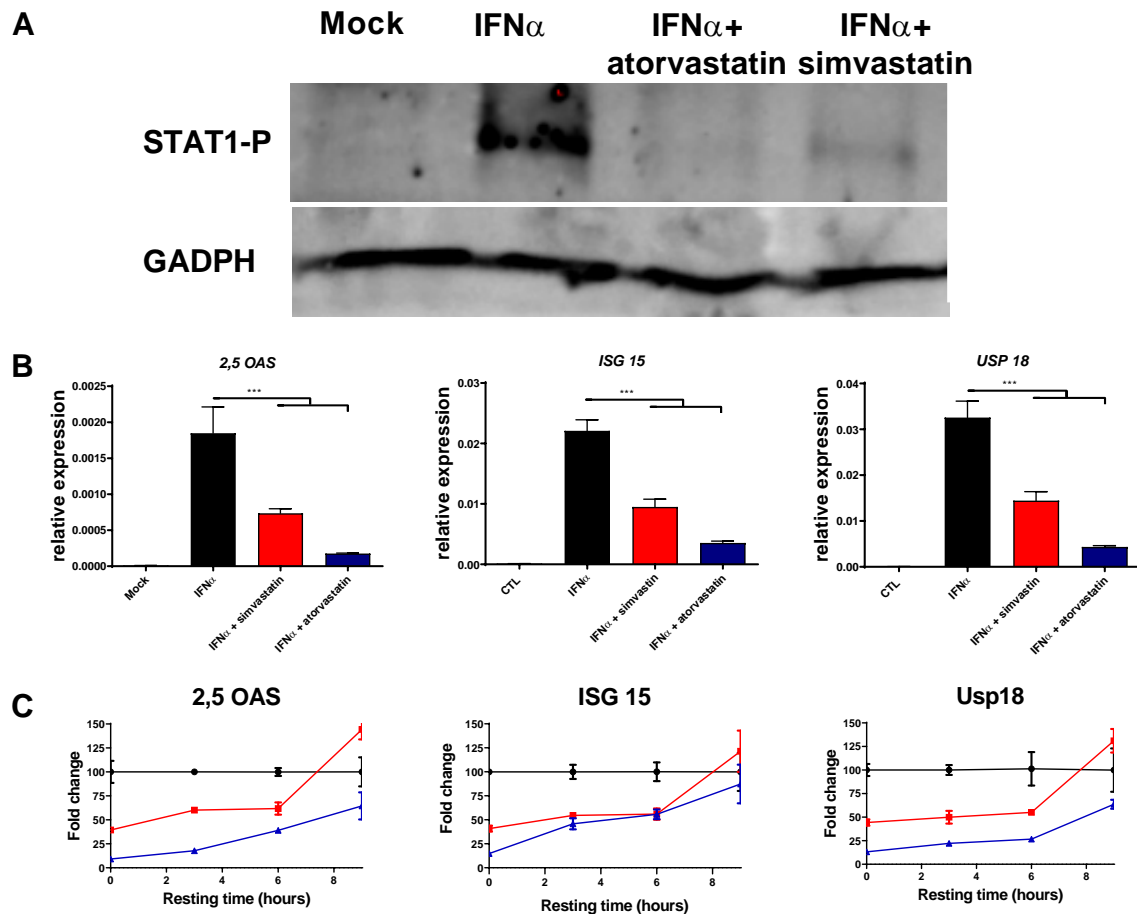 A
Mock
IFNα
IFNα+
atorvastatin
IFNα+
simvastatin
STAT1-P
GADPH
B
2,5 OAS
relative expression
0.0025
0.0020
0.0015
0.0010
0.0005
0.0000
***
Mock
IFNα
IFNα + simvastatin
IFNα + atorvastatin
ISG 15
relative expression
0.03
0.02
0.01
0.00
***
CTL
IFNα
IFNα + simvastin
IFNα + atorvastatin
USP 18
relative expression
0.04
0.03
0.02
0.01
0.00
***
CTL
IFNα
IFNα + simvastatin
IFNα + atorvastatin
C
2,5 OAS
Fold change
150
125
100
75
50
25
0
0
2
4
6
8
Resting time (hours)
ISG 15
Fold change
150
125
100
75
50
25
0
0
2
4
6
8
Resting time (hours)
Usp18
Fold change
150
125
100
75
50
25
0
0
2
4
6
8
Resting time (hours)